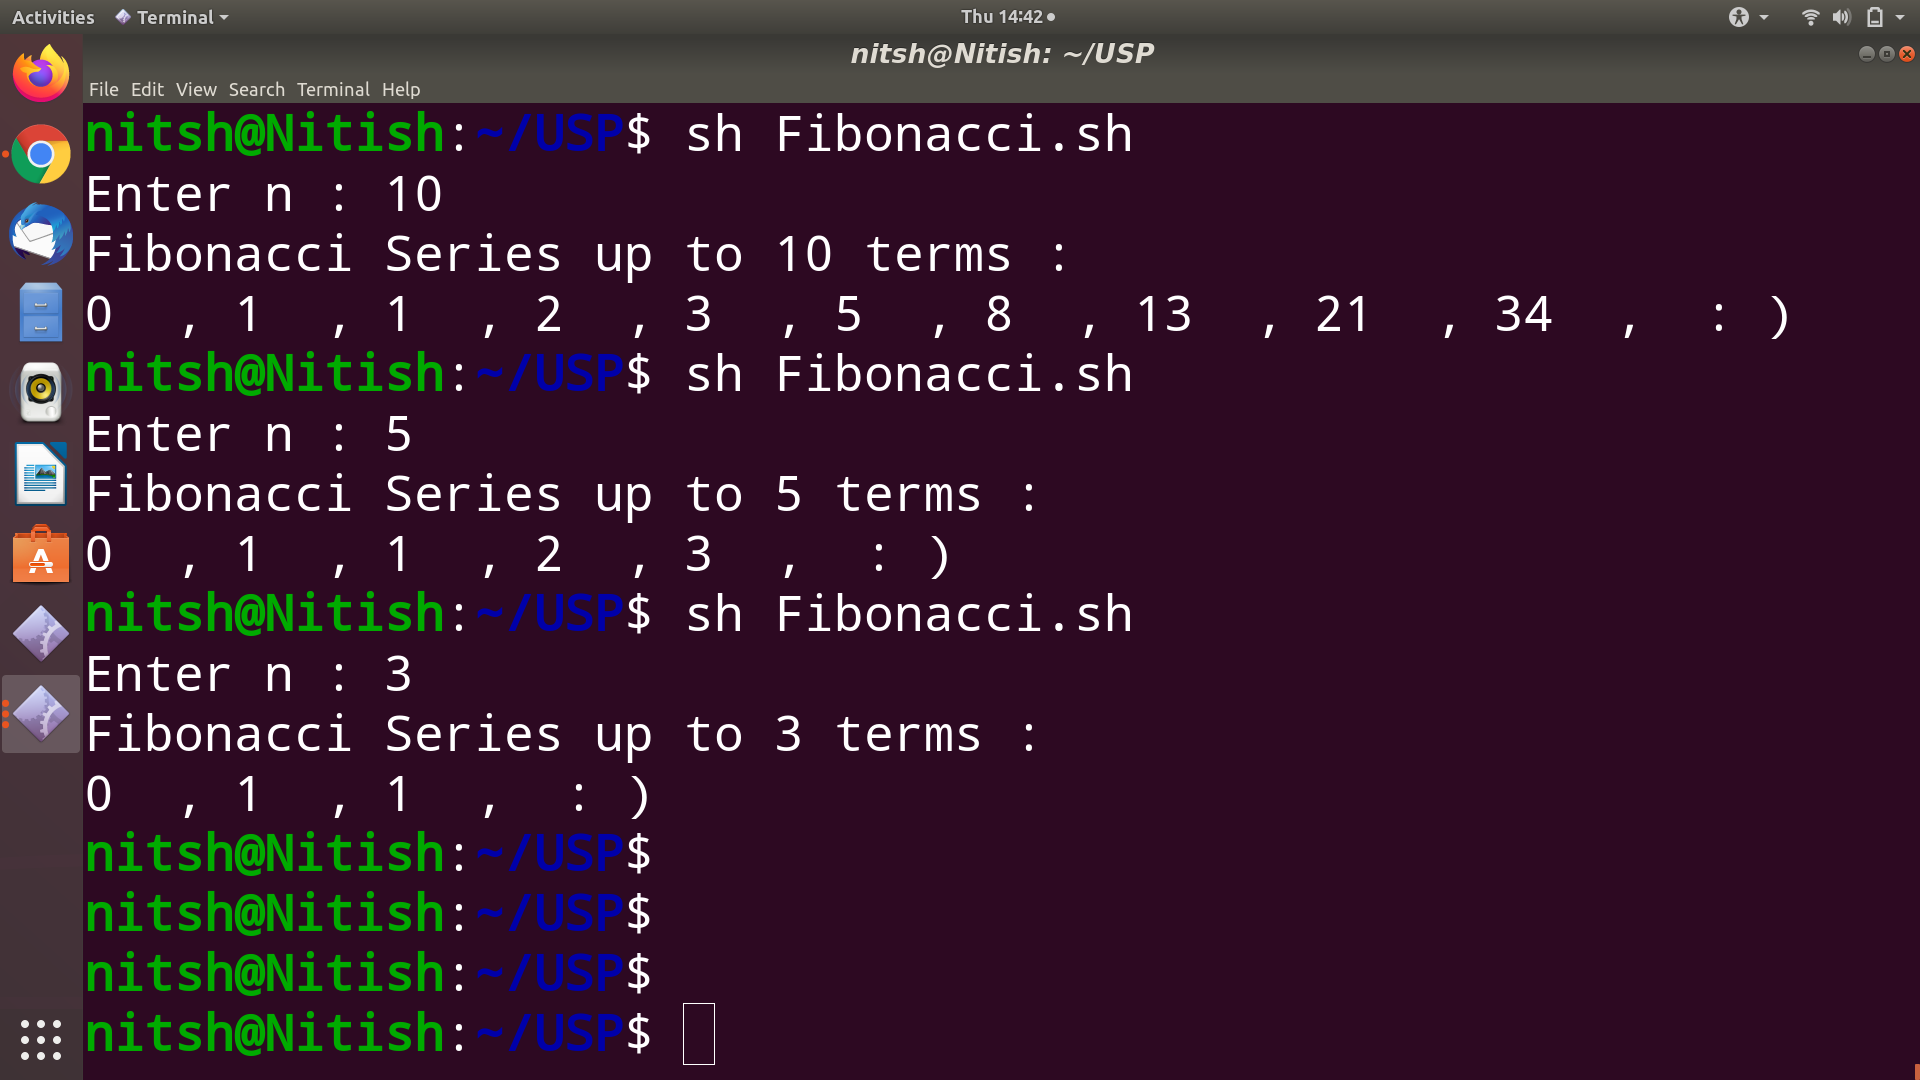 Activities Terminal Thu 14:42
nitsh@Nitish: ~/USP
File Edit View Search Terminal Help
nitsh@Nitish:~/USP$ sh Fibonacci.sh
Enter n : 10
Fibonacci Series up to 10 terms :
0  , 1  , 1  , 2  , 3  , 5  , 8  , 13  , 21  , 34  ,  : )
nitsh@Nitish:~/USP$ sh Fibonacci.sh
Enter n : 5
Fibonacci Series up to 5 terms :
0  , 1  , 1  , 2  , 3  ,  : )
nitsh@Nitish:~/USP$ sh Fibonacci.sh
Enter n : 3
Fibonacci Series up to 3 terms :
0  , 1  , 1  ,  : )
nitsh@Nitish:~/USP$
nitsh@Nitish:~/USP$
nitsh@Nitish:~/USP$
nitsh@Nitish:~/USP$